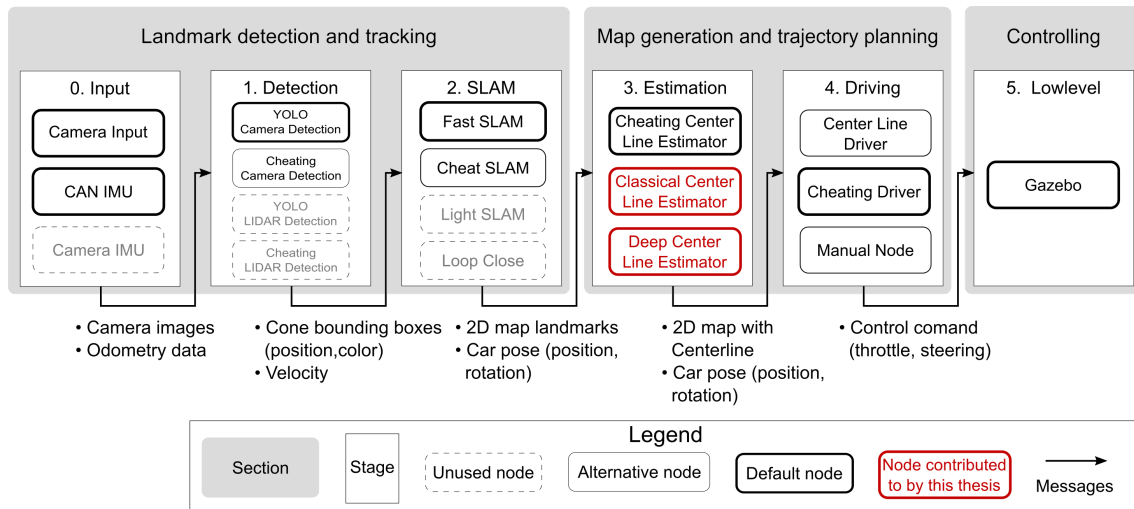 Landmark detection and tracking
Map generation and trajectory planning
Controlling
0. Input
Camera Input
CAN IMU
Camera IMU
1. Detection
YOLO
Camera Detection
Cheating
Camera Detection
YOLO
LIDAR Detection
Cheating
LIDAR Detection
2. SLAM
Fast SLAM
Cheat SLAM
Light SLAM
Loop Close
3. Estimation
Cheating Center
Line Estimator
Classical Center
Line Estimator
Deep Center
Line Estimator
4. Driving
Center Line
Driver
Cheating Driver
Manual Node
5. Lowlevel
Gazebo
• Camera images
• Odometry data
• Cone bounding boxes
(position,color)
• Velocity
• 2D map landmarks
• Car pose (position,
rotation)
• 2D map with
Centerline
• Car pose (position,
rotation)
• Control comand
(throttle, steering)
Legend
Section
Stage
Unused node
Alternative node
Default node
Node contributed
to by this thesis
Messages